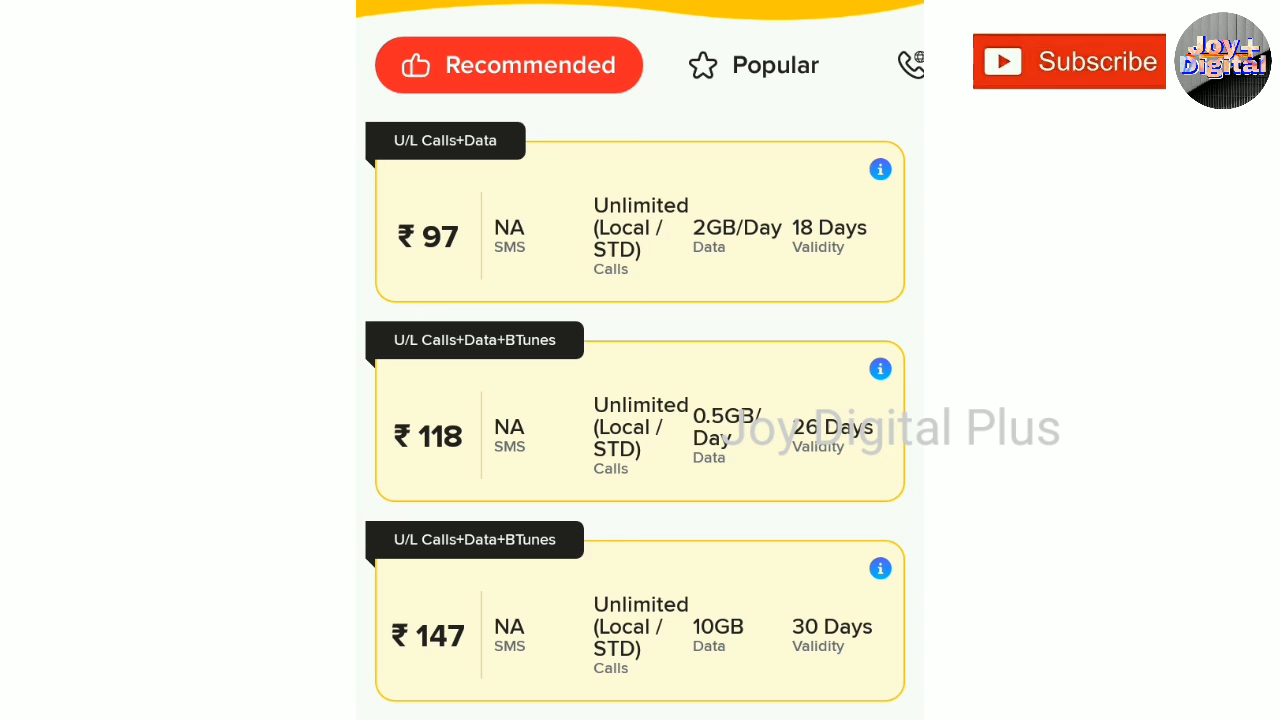 Recommended
Popular
Subscribe
Joy+
Digital
U/L Calls+Data
₹ 97
NA
SMS
Unlimited
(Local /
STD)
Calls
2GB/Day
Data
18 Days
Validity
U/L Calls+Data+BTunes
₹ 118
NA
SMS
Unlimited
(Local /
STD)
Calls
0.5GB/
Day
Data
26 Days
Validity
Joy Digital Plus
U/L Calls+Data+BTunes
₹ 147
NA
SMS
Unlimited
(Local /
STD)
Calls
10GB
Data
30 Days
Validity